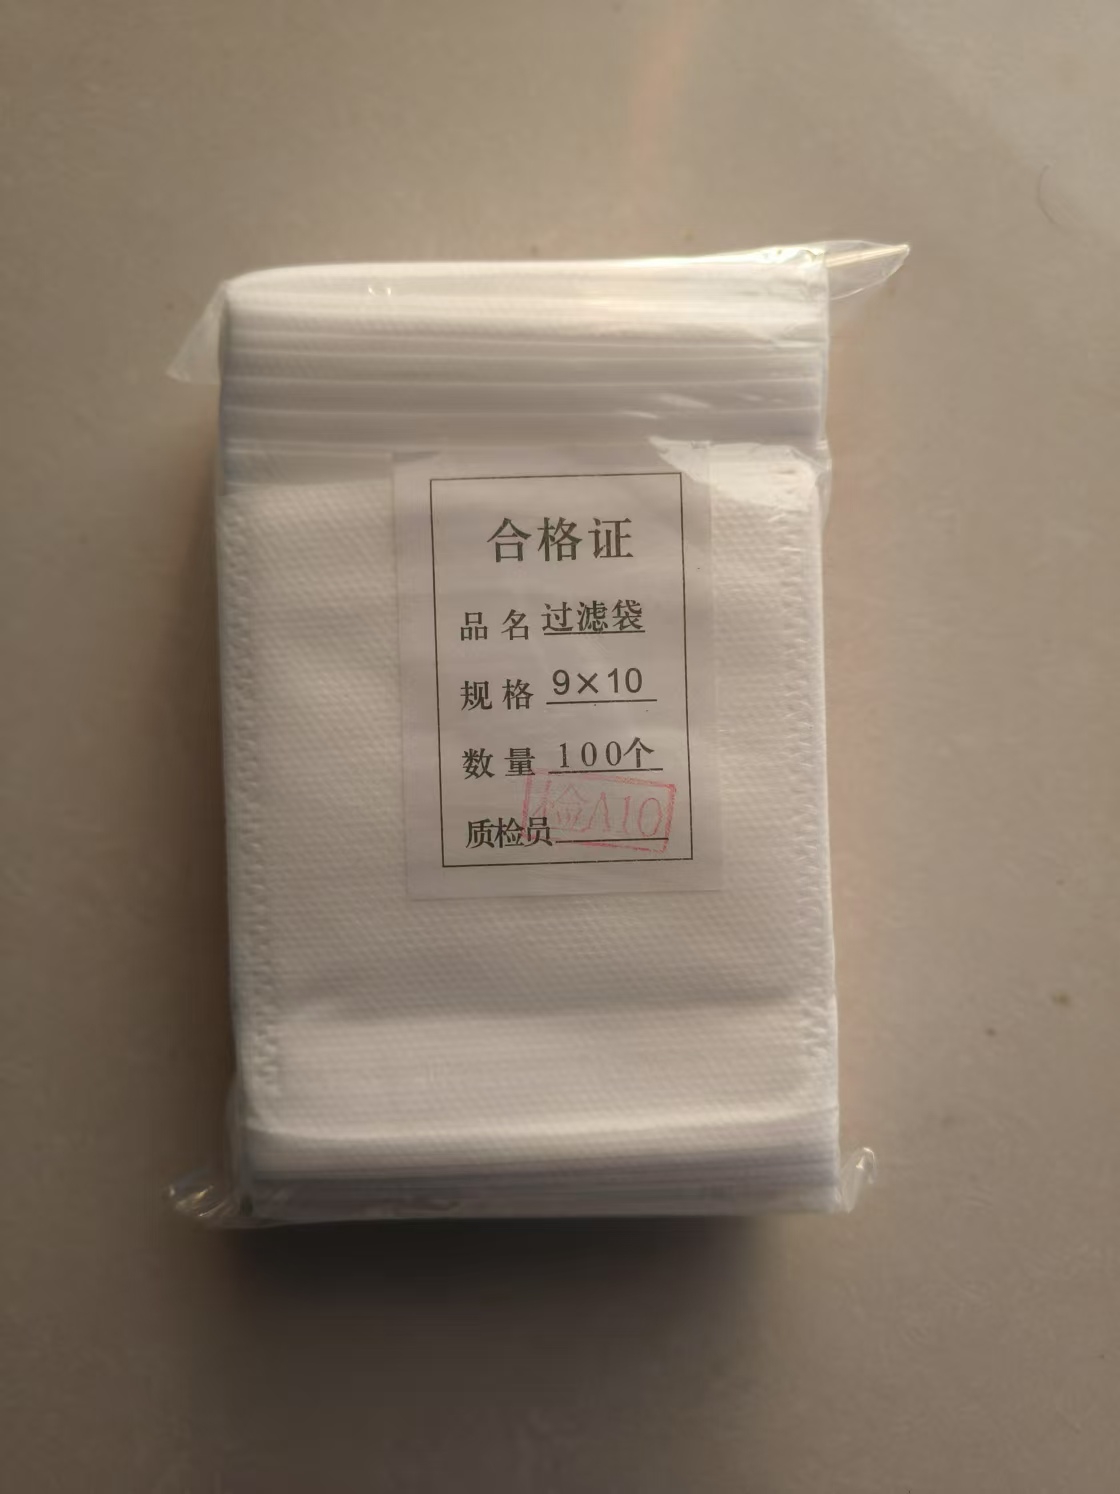 合格证
品名 过滤袋
规格 9×10
数量 100个
质检员 检A10